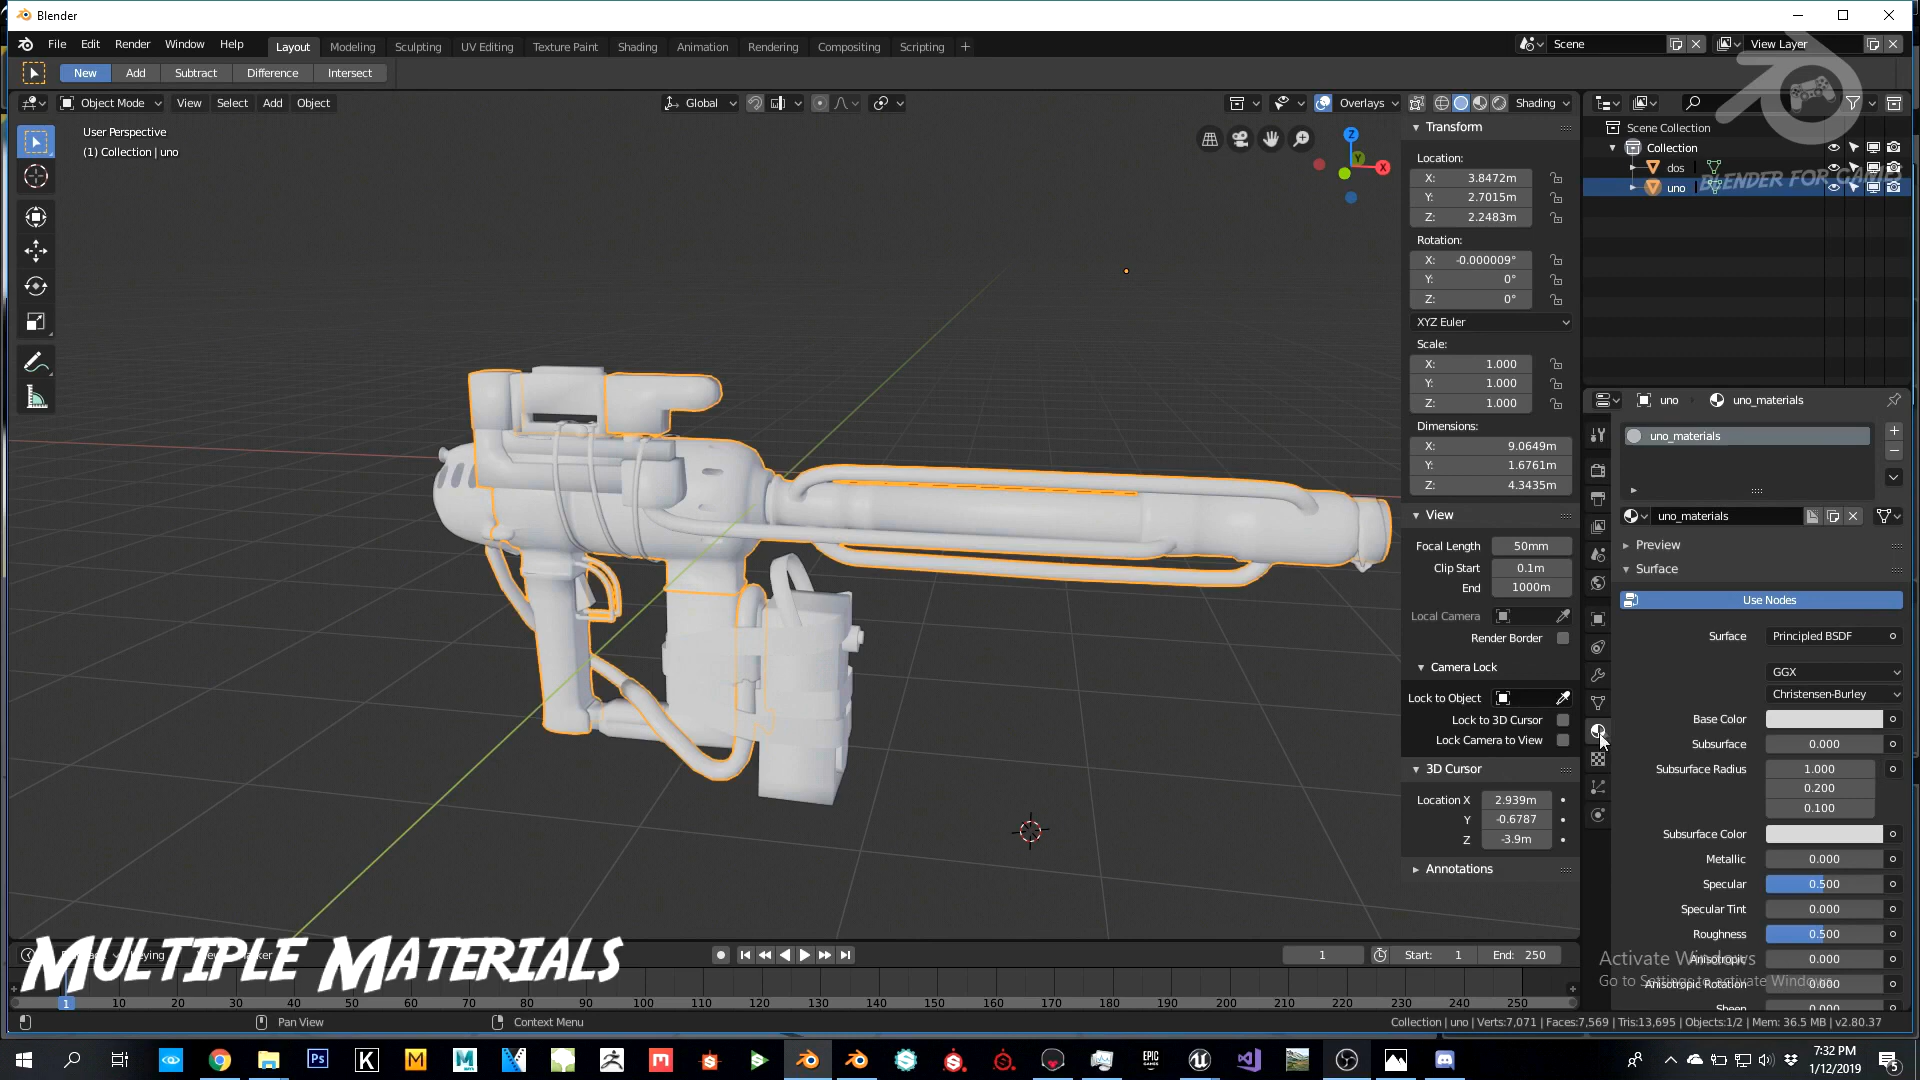 Blender
File Edit Render Window Help Layout Modeling Sculpting UV Editing Texture Paint Shading Animation Rendering Compositing Scripting + Scene View Layer
New Add Subtract Difference Intersect
Object Mode View Select Add Object Global Overlays Shading
User Perspective
(1) Collection | uno
Z
Y
X
Transform
Location:
X: 3.8472m
Y: 2.7015m
Z: 2.2483m
Rotation:
X: -0.000009°
Y: 0°
Z: 0°
XYZ Euler
Scale:
X: 1.000
Y: 1.000
Z: 1.000
Dimensions:
X: 9.0649m
Y: 1.6761m
Z: 4.3435m
View
Focal Length 50mm
Clip Start 0.1m
End 1000m
Local Camera
Render Border
Camera Lock
Lock to Object
Lock to 3D Cursor
Lock Camera to View
3D Cursor
Location X 2.939m
Y -0.6787
Z -3.9m
Annotations
Scene Collection
Collection
dos
uno
BLENDER FOR GAMES
uno uno_materials
uno_materials
uno_materials
Preview
Surface
Use Nodes
Surface Principled BSDF
GGX
Christensen-Burley
Base Color
Subsurface 0.000
Subsurface Radius 1.000
0.200
0.100
Subsurface Color
Metallic 0.000
Specular 0.500
Specular Tint 0.000
Roughness 0.500
Anisotropic 0.000
Anisotropic Rotation 0.000
Sheen 0.000
Activate Windows
Go to Settings to activate Windows.
MULTIPLE MATERIALS
1 Start: 1 End: 250
1 10 20 30 40 50 60 70 80 90 100 110 120 130 140 150 160 170 180 190 200 210 220 230 240 250
Pan View Context Menu Collection | uno | Verts:7,071 | Faces:7,569 | Tris:13,695 | Objects:1/2 | Mem: 36.5 MB | v2.80.37
Ps K M M m EPIC GAMES
7:32 PM
1/12/2019
5